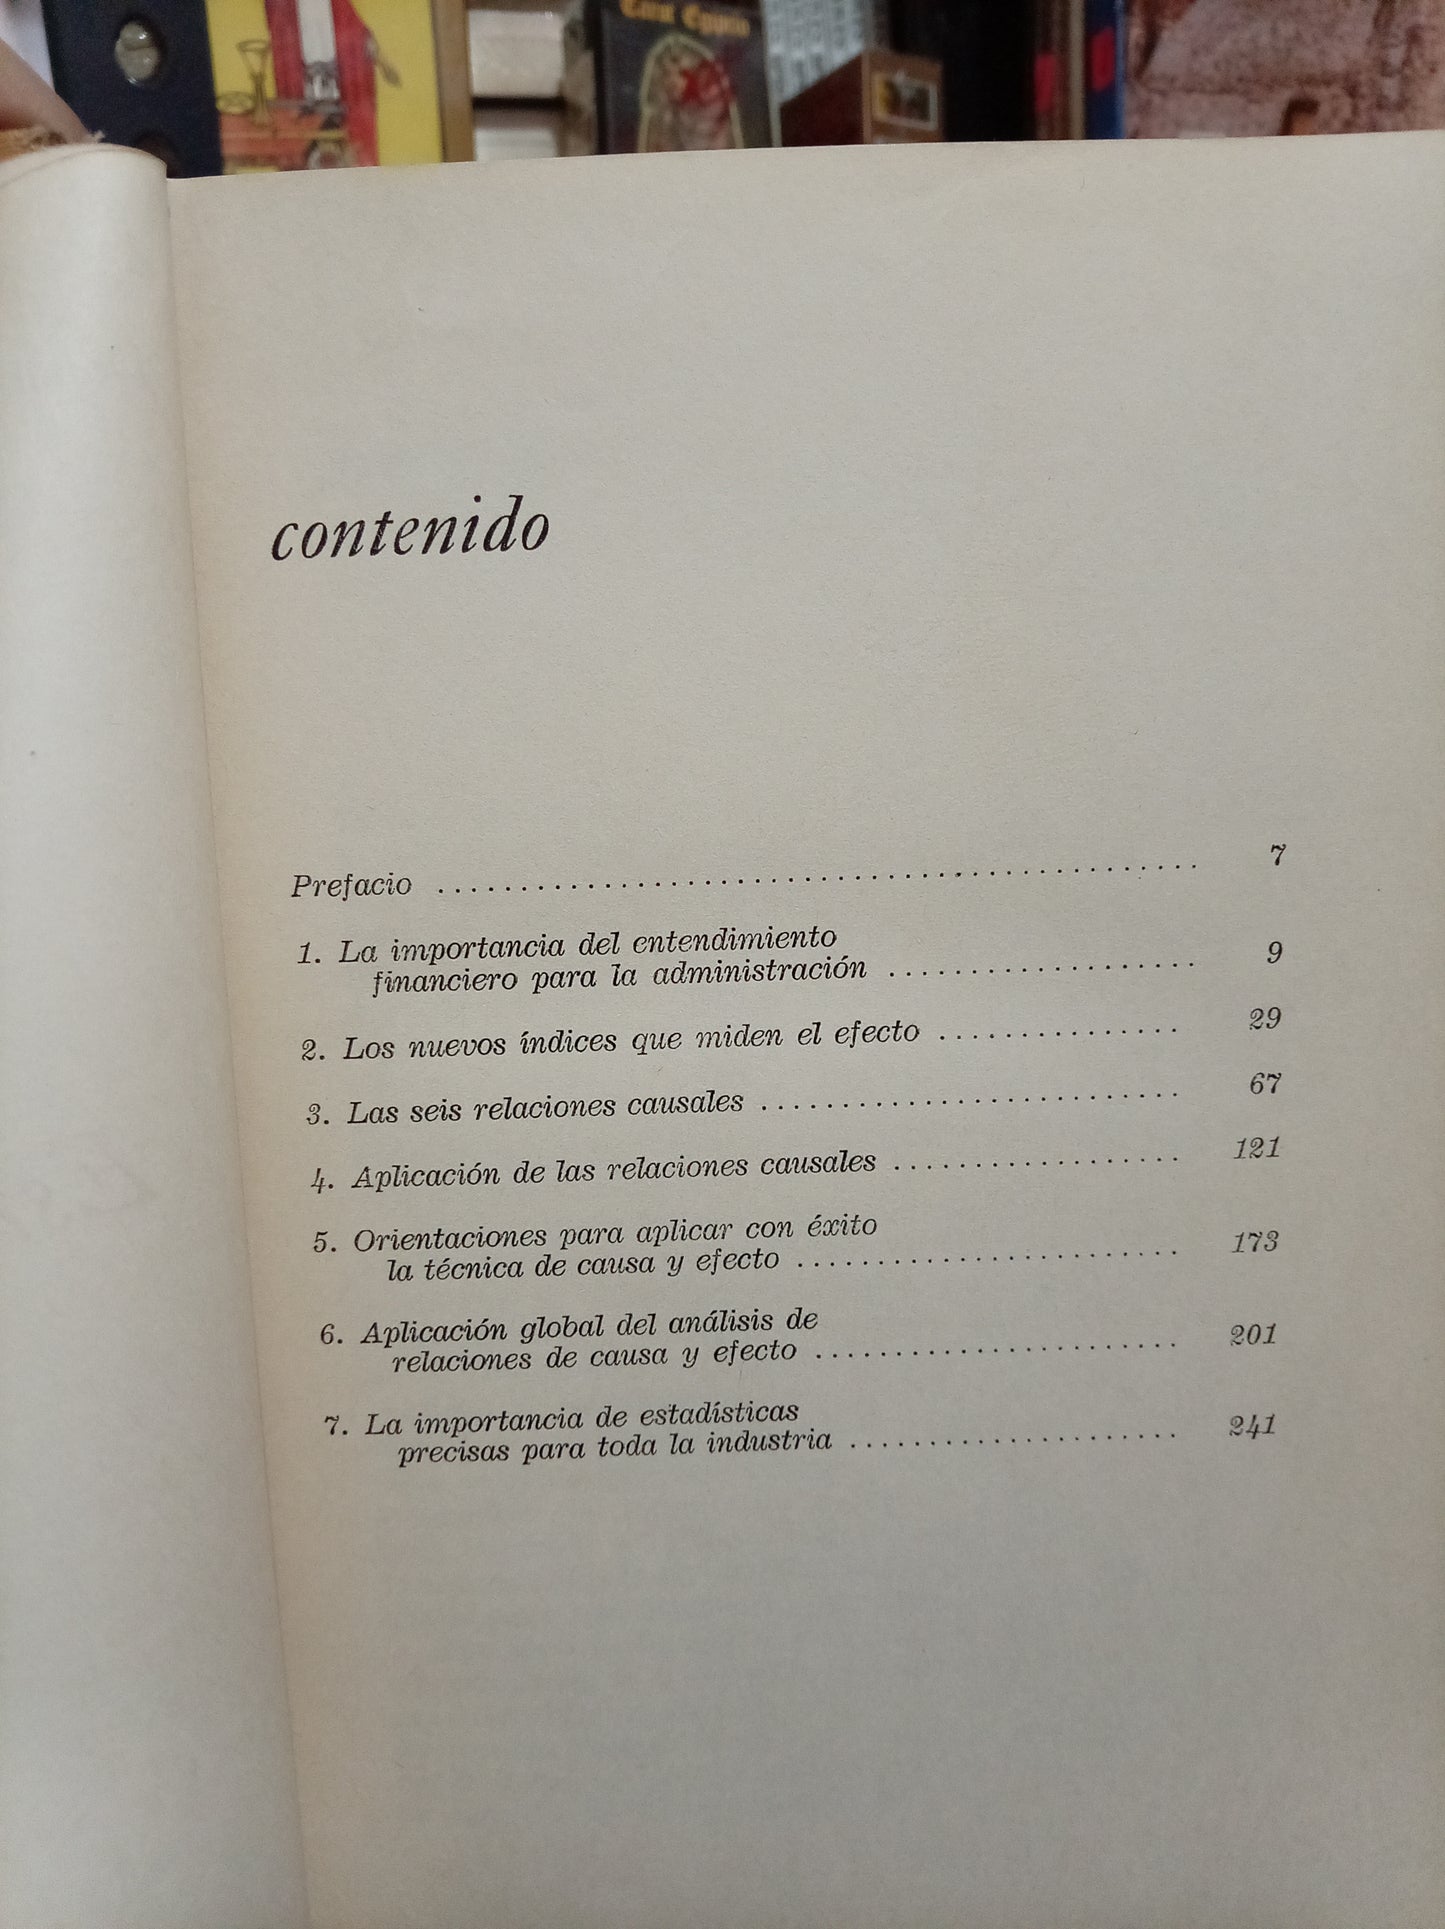 Tarot Egipcio
contenido
Prefacio ........................................ 7
1. La importancia del entendimiento
financiero para la administración ................... 9
2. Los nuevos índices que miden el efecto ............... 29
3. Las seis relaciones causales .......................... 67
4. Aplicación de las relaciones causales .................. 121
5. Orientaciones para aplicar con éxito
la técnica de causa y efecto ........................ 173
6. Aplicación global del análisis de
relaciones de causa y efecto ...................... 201
7. La importancia de estadísticas
precisas para toda la industria ..................... 241